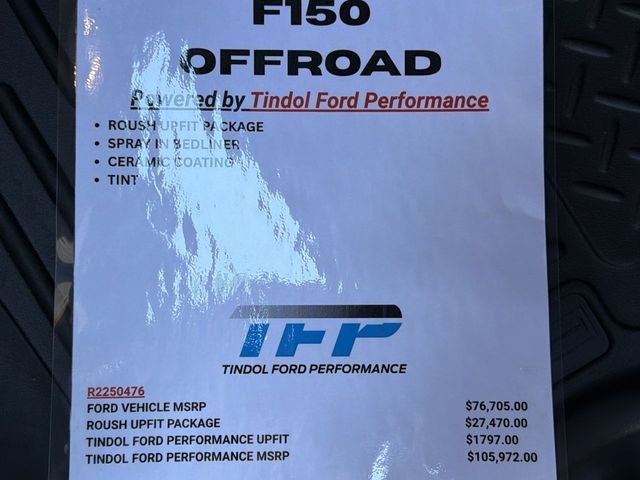 F150
OFFROAD
Powered by Tindol Ford Performance
• ROUSH UPFIT PACKAGE
• SPRAY IN BEDLINER
• CERAMIC COATING
• TINT
TFP
TINDOL FORD PERFORMANCE
R2250476
FORD VEHICLE MSRP $76,705.00
ROUSH UPFIT PACKAGE $27,470.00
TINDOL FORD PERFORMANCE UPFIT $1797.00
TINDOL FORD PERFORMANCE MSRP $105,972.00